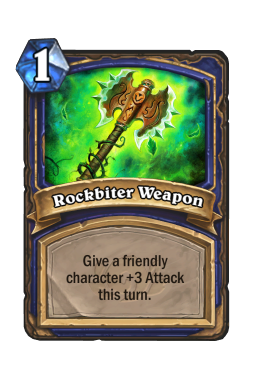 1
Rockbiter Weapon
Give a friendly
character +3 Attack
this turn.